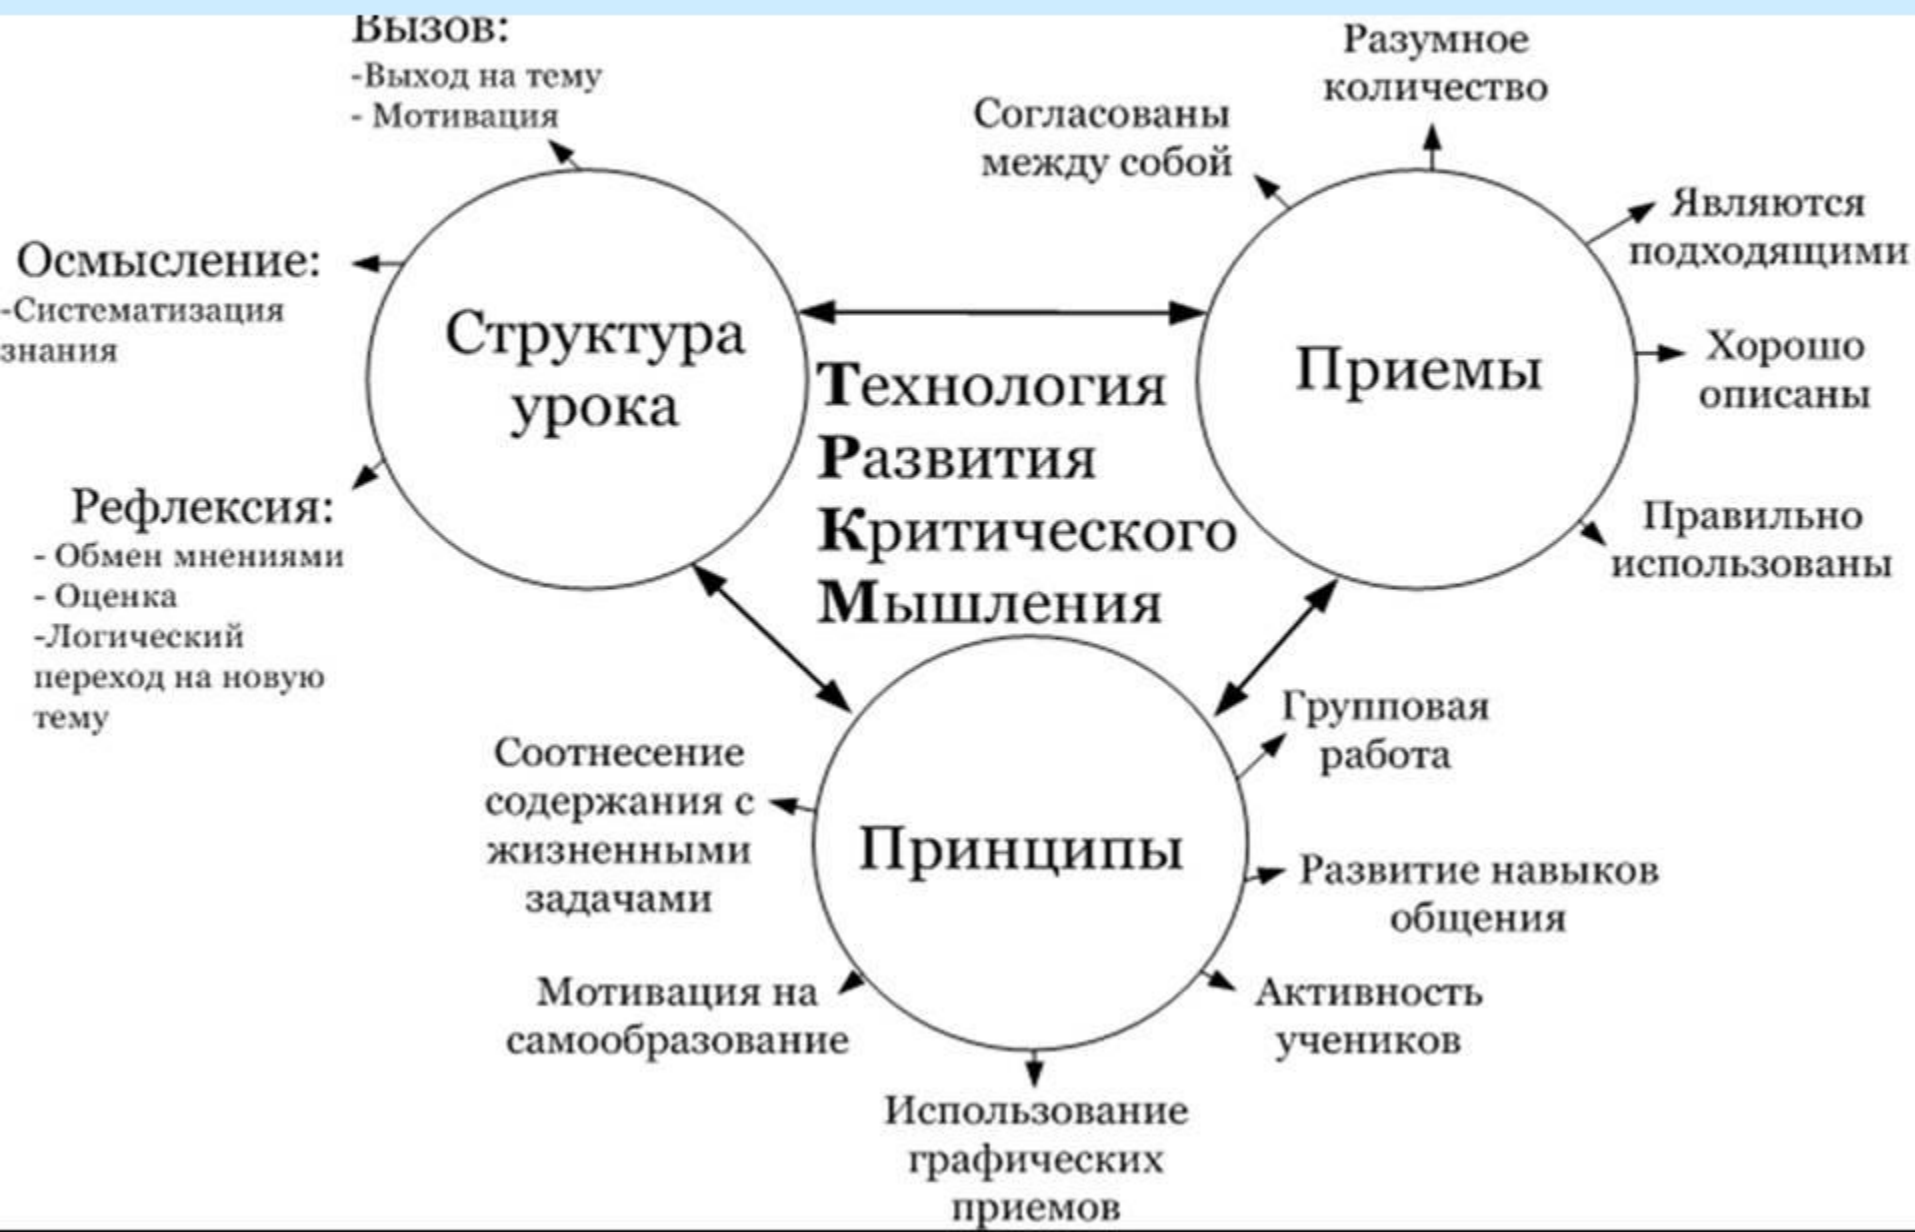 Вызов:
-Выход на тему
- Мотивация
Осмысление:
-Систематизация
знания
Рефлексия:
- Обмен мнениями
- Оценка
-Логический
переход на новую
тему
Структура
урока
Технология
Развития
Критического
Мышления
Согласованы
между собой
Разумное
количество
Являются
подходящими
Хорошо
описаны
Правильно
использованы
Приемы
Принципы
Соотнесение
содержания с
жизненными
задачами
Мотивация на
самообразование
Использование
графических
приемов
Групповая
работа
Развитие навыков
общения
Активность
учеников